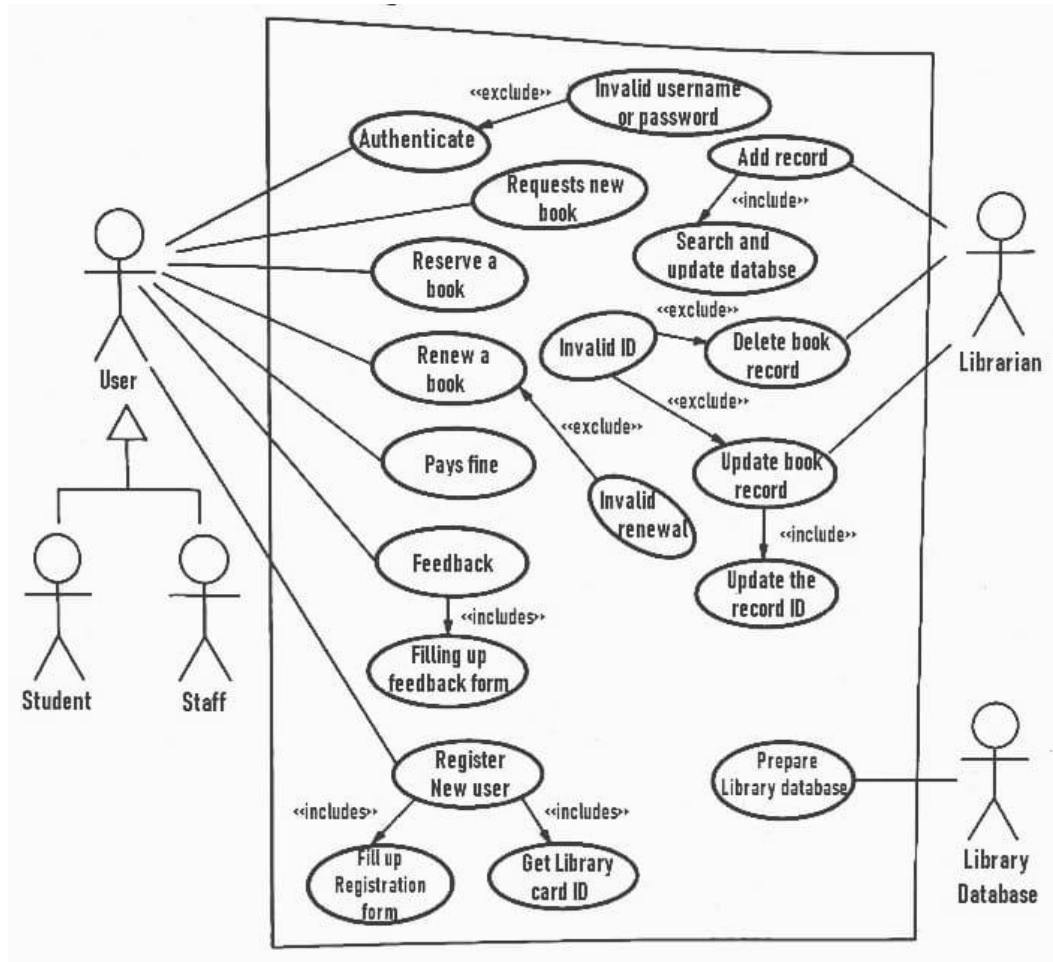 <<exclude>>
Invalid username
or password
Authenticate
Add record
Requests new
book
<<include>>
Search and
update databse
Reserve a
book
<<exclude>>
Invalid ID
Delete book
record
Librarian
User
Renew a
book
<<exclude>>
<<exclude>>
Pays fine
Update book
record
Invalid
renewal
<<include>>
Feedback
Update the
record ID
<<includes>>
Filling up
feedback form
Student
Staff
Register
New user
Prepare
Library database
<<includes>>
<<includes>>
Fill up
Registration
form
Get Library
card ID
Library
Database